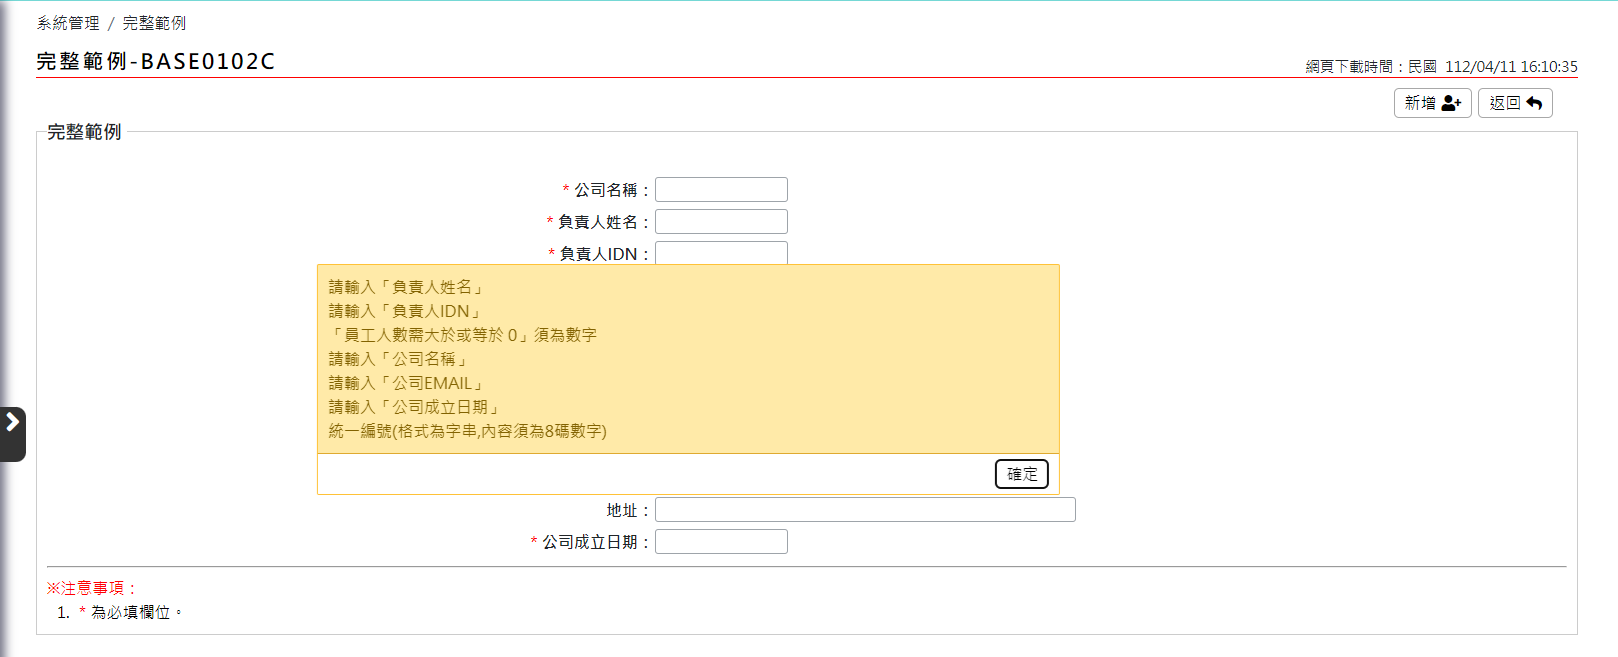 系統管理 / 完整範例
完整範例-BASE0102C
網頁下載時間：民國 112/04/11 16:10:35
新增 返回
完整範例
* 公司名稱：
* 負責人姓名：
* 負責人IDN：
請輸入「負責人姓名」
請輸入「負責人IDN」
「員工人數需大於或等於 0」須為數字
請輸入「公司名稱」
請輸入「公司EMAIL」
請輸入「公司成立日期」
統一編號(格式為字串,內容須為8碼數字)
確定
地址：
* 公司成立日期：
※注意事項：
1. * 為必填欄位。